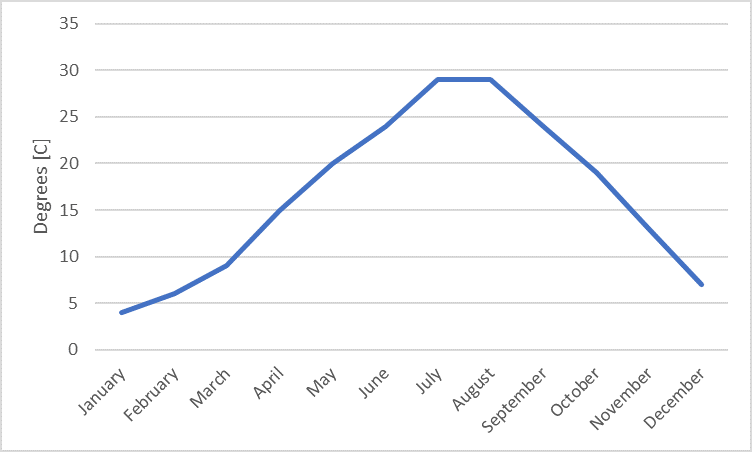 35
30
25
20
15
10
5
0
Degrees [C]
January
February
March
April
May
June
July
August
September
October
November
December